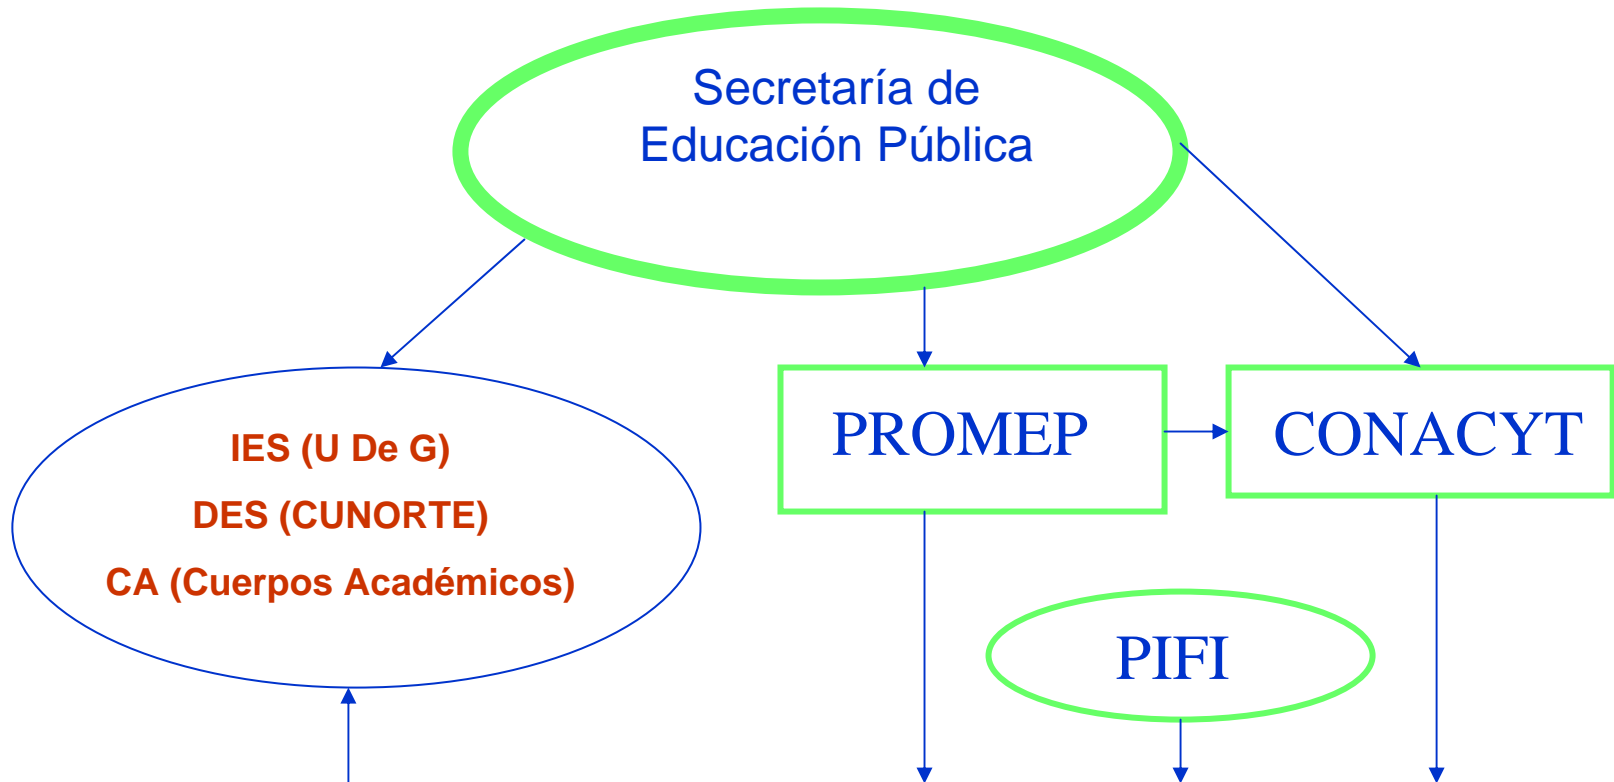 Secretaría de
Educación Pública
IES (U De G)
DES (CUNORTE)
CA (Cuerpos Académicos)
PROMEP
CONACYT
PIFI